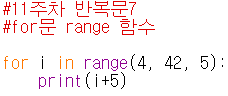 #11주차 반복문7
#for문 range 함수
for i in range(4, 42, 5):
    print(i+5)